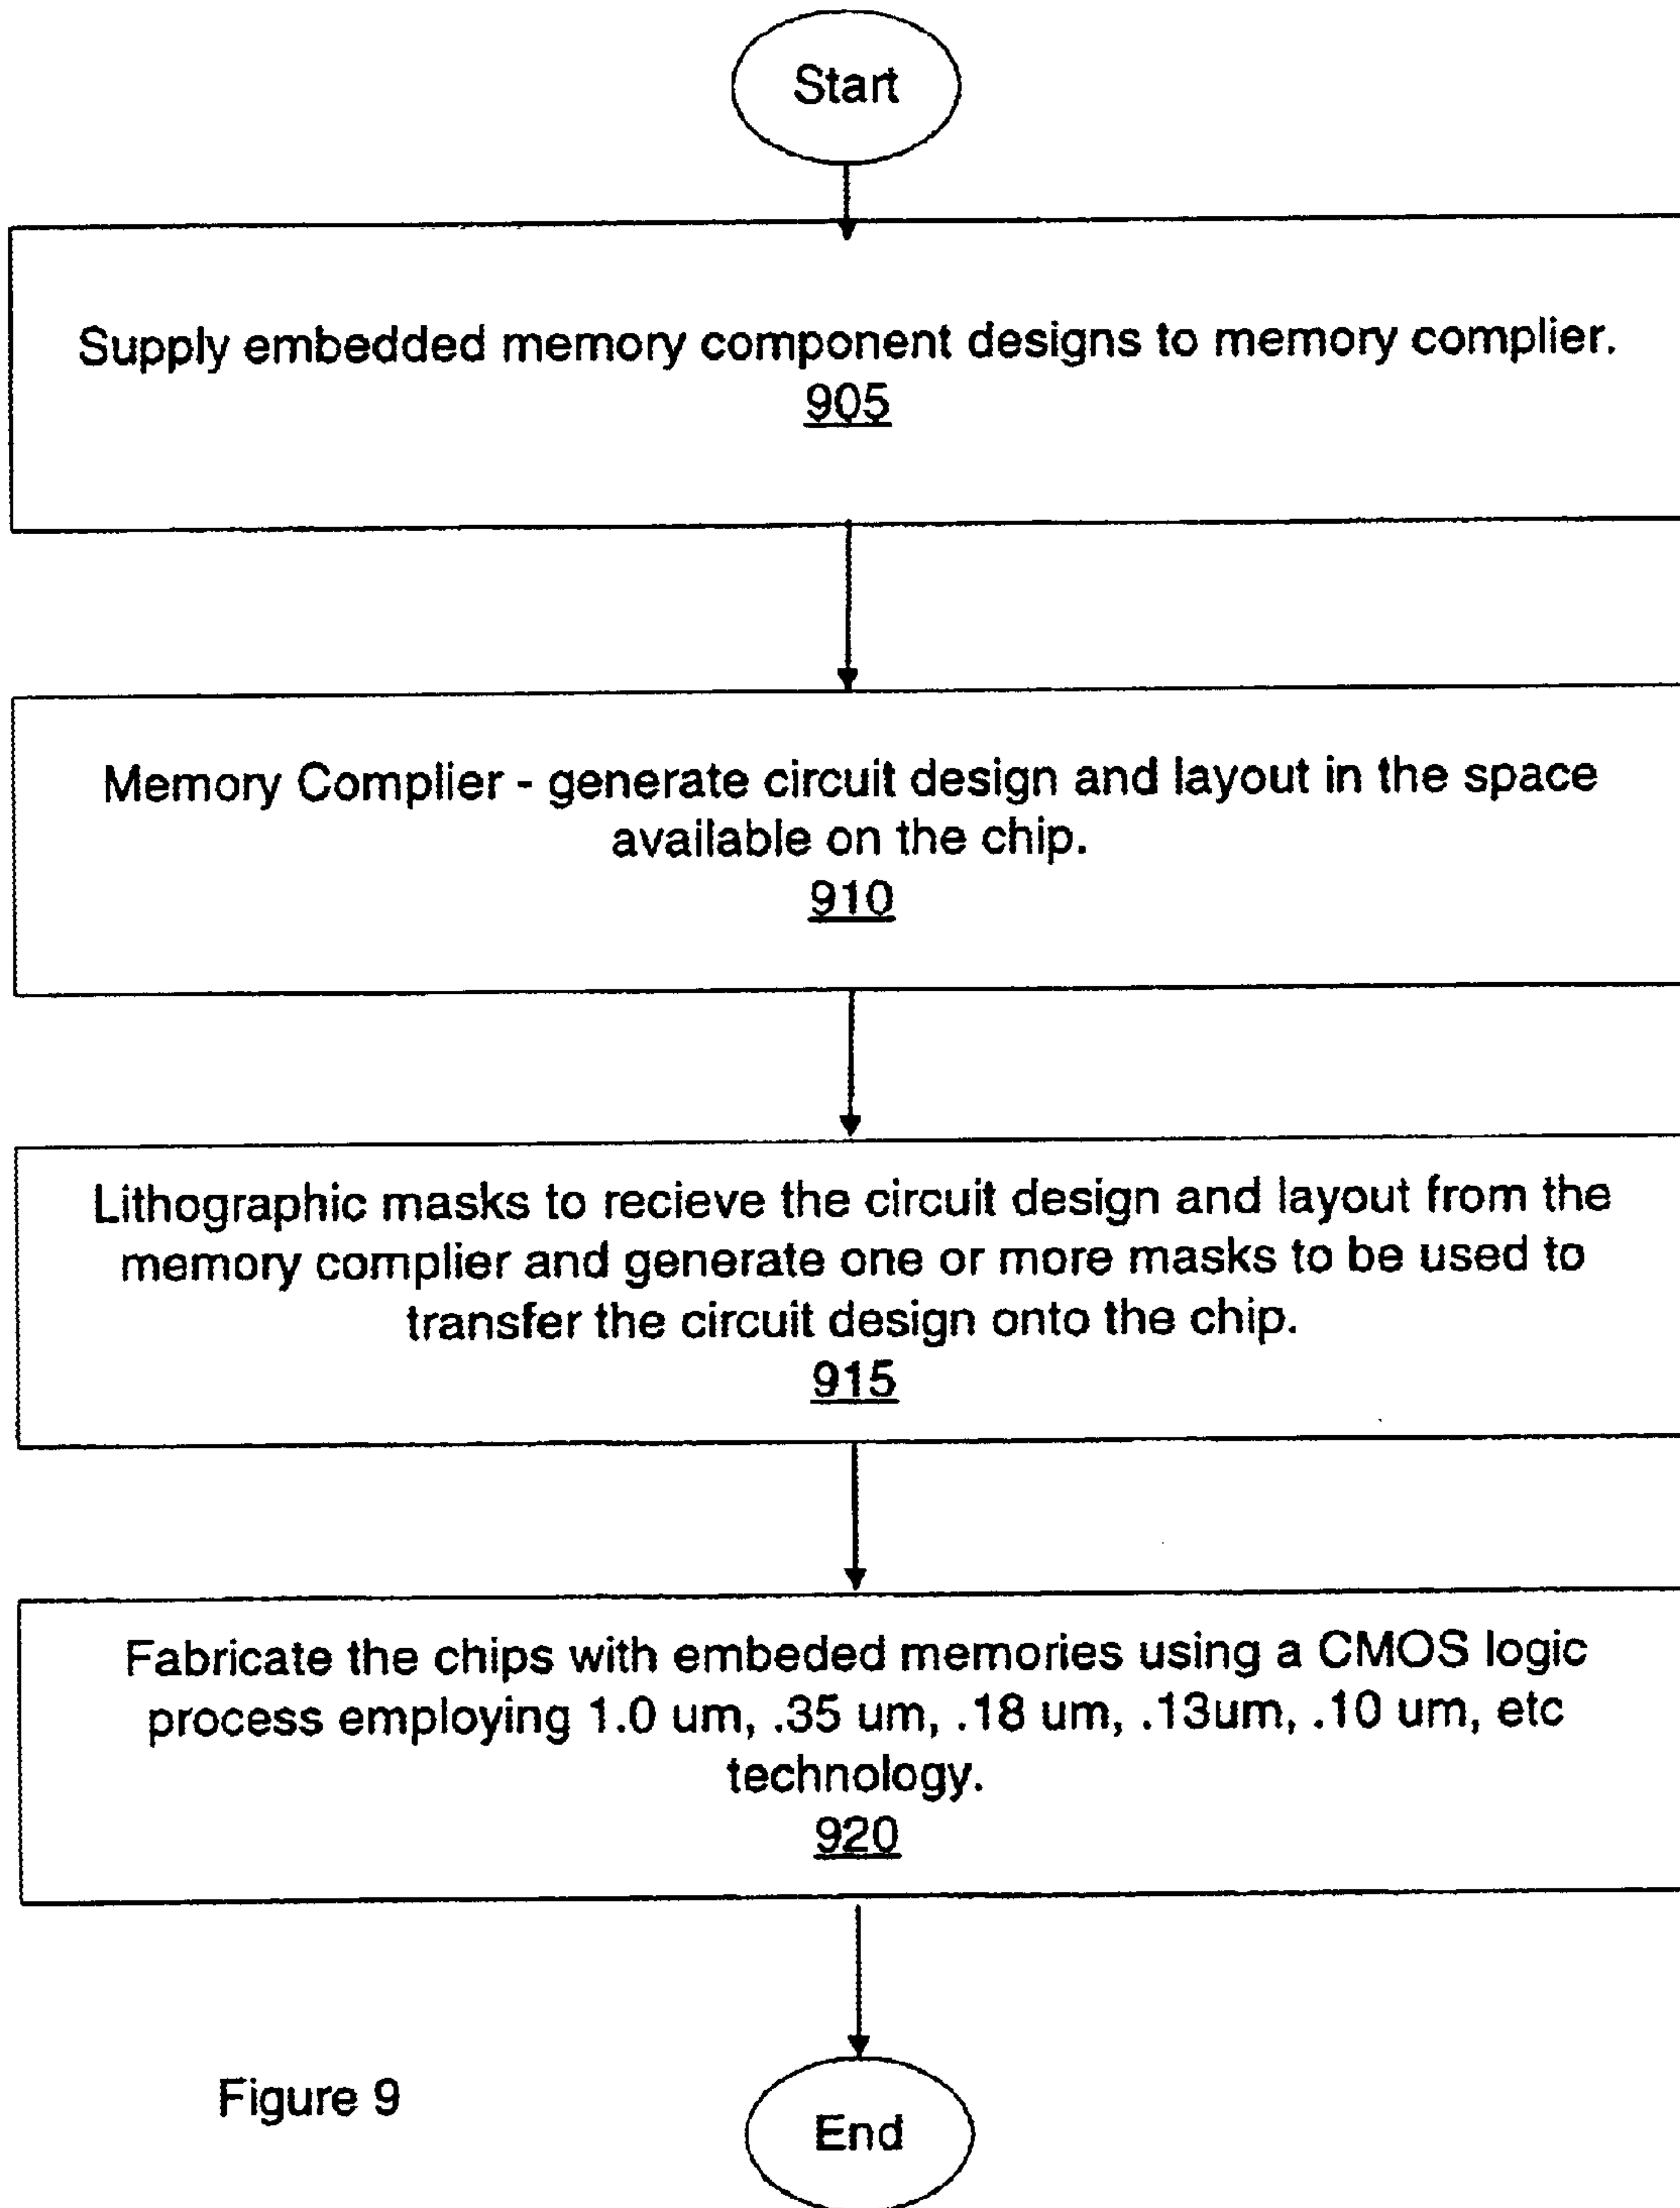 Start
Supply embedded memory component designs to memory complier.
905
Memory Complier - generate circuit design and layout in the space
available on the chip.
910
Lithographic masks to recieve the circuit design and layout from the
memory complier and generate one or more masks to be used to
transfer the circuit design onto the chip.
915
Fabricate the chips with embeded memories using a CMOS logic
process employing 1.0 um, .35 um, .18 um, .13um, .10 um, etc
technology.
920
Figure 9
End